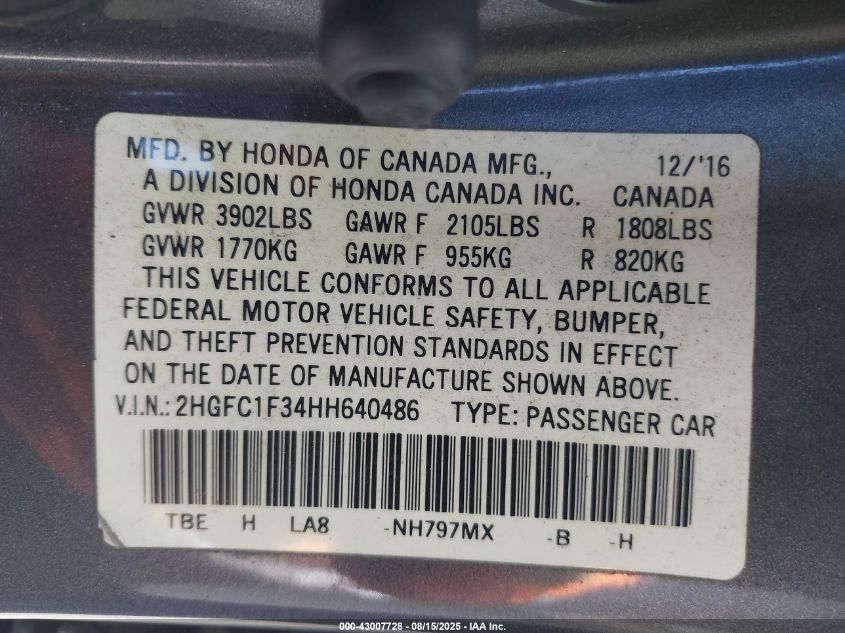 MFD. BY HONDA OF CANADA MFG., 12/'16
A DIVISION OF HONDA CANADA INC. CANADA
GVWR 3902LBS GAWR F 2105LBS R 1808LBS
GVWR 1770KG GAWR F 955KG R 820KG
THIS VEHICLE CONFORMS TO ALL APPLICABLE
FEDERAL MOTOR VEHICLE SAFETY, BUMPER,
AND THEFT PREVENTION STANDARDS IN EFFECT
ON THE DATE OF MANUFACTURE SHOWN ABOVE.
V.I.N.: 2HGFC1F34HH640486 TYPE: PASSENGER CAR
TBE H LA8 -NH797MX -B -H
000-43007728 - 08/15/2025 - IAA Inc.